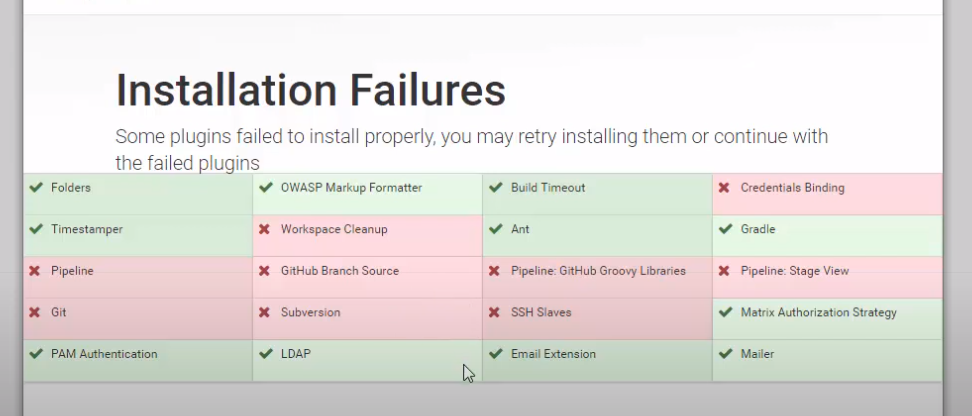 Installation Failures
Some plugins failed to install properly, you may retry installing them or continue with
the failed plugins
Folders
OWASP Markup Formatter
Build Timeout
Credentials Binding
Timestamper
Workspace Cleanup
Ant
Gradle
Pipeline
GitHub Branch Source
Pipeline: GitHub Groovy Libraries
Pipeline: Stage View
Git
Subversion
SSH Slaves
Matrix Authorization Strategy
PAM Authentication
LDAP
Email Extension
Mailer